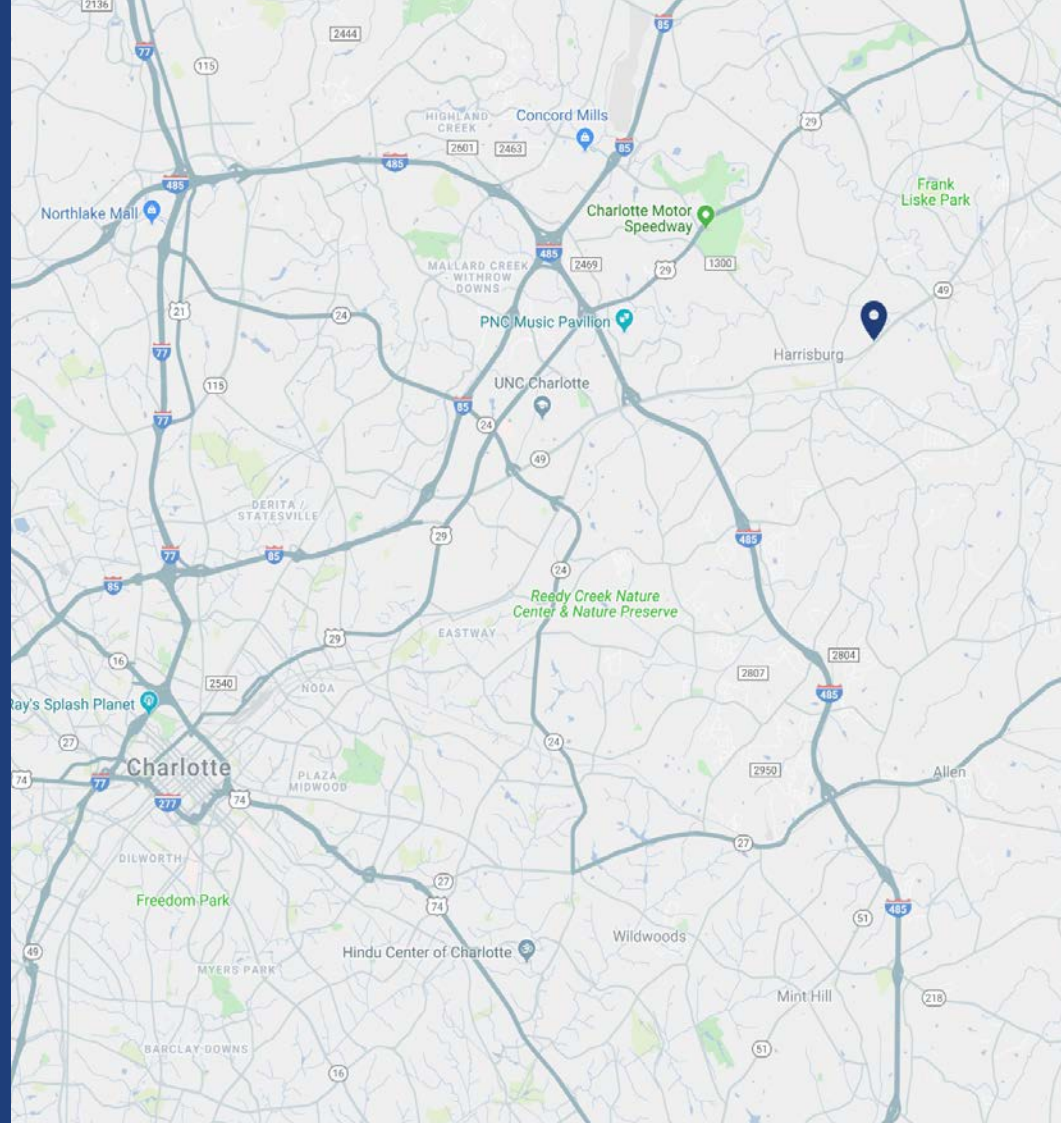 2136
77
2444
85
115
HIGHLAND
CREEK
Concord Mills
29
2601
2463
85
485
485
Frank
Liske Park
Northlake Mall
Charlotte Motor
Speedway
485
2469
1300
29
MALLARD CREEK
- WITHROW
DOWNS
49
21
24
PNC Music Pavilion
77
Harrisburg
115
UNC Charlotte
85
77
24
49
DERITA /
STATESVILLE
29
485
77
85
24
85
Reedy Creek Nature
Center & Nature Preserve
29
EASTWAY
16
2804
2807
2540
NODA
485
Ray's Splash Planet
27
24
Charlotte
2950
Allen
74
77
PLAZA
MIDWOOD
277
74
27
DILWORTH
27
Freedom Park
74
485
51
Wildwoods
49
Hindu Center of Charlotte
MYERS PARK
Mint Hill
218
BARCLAY DOWNS
51
16